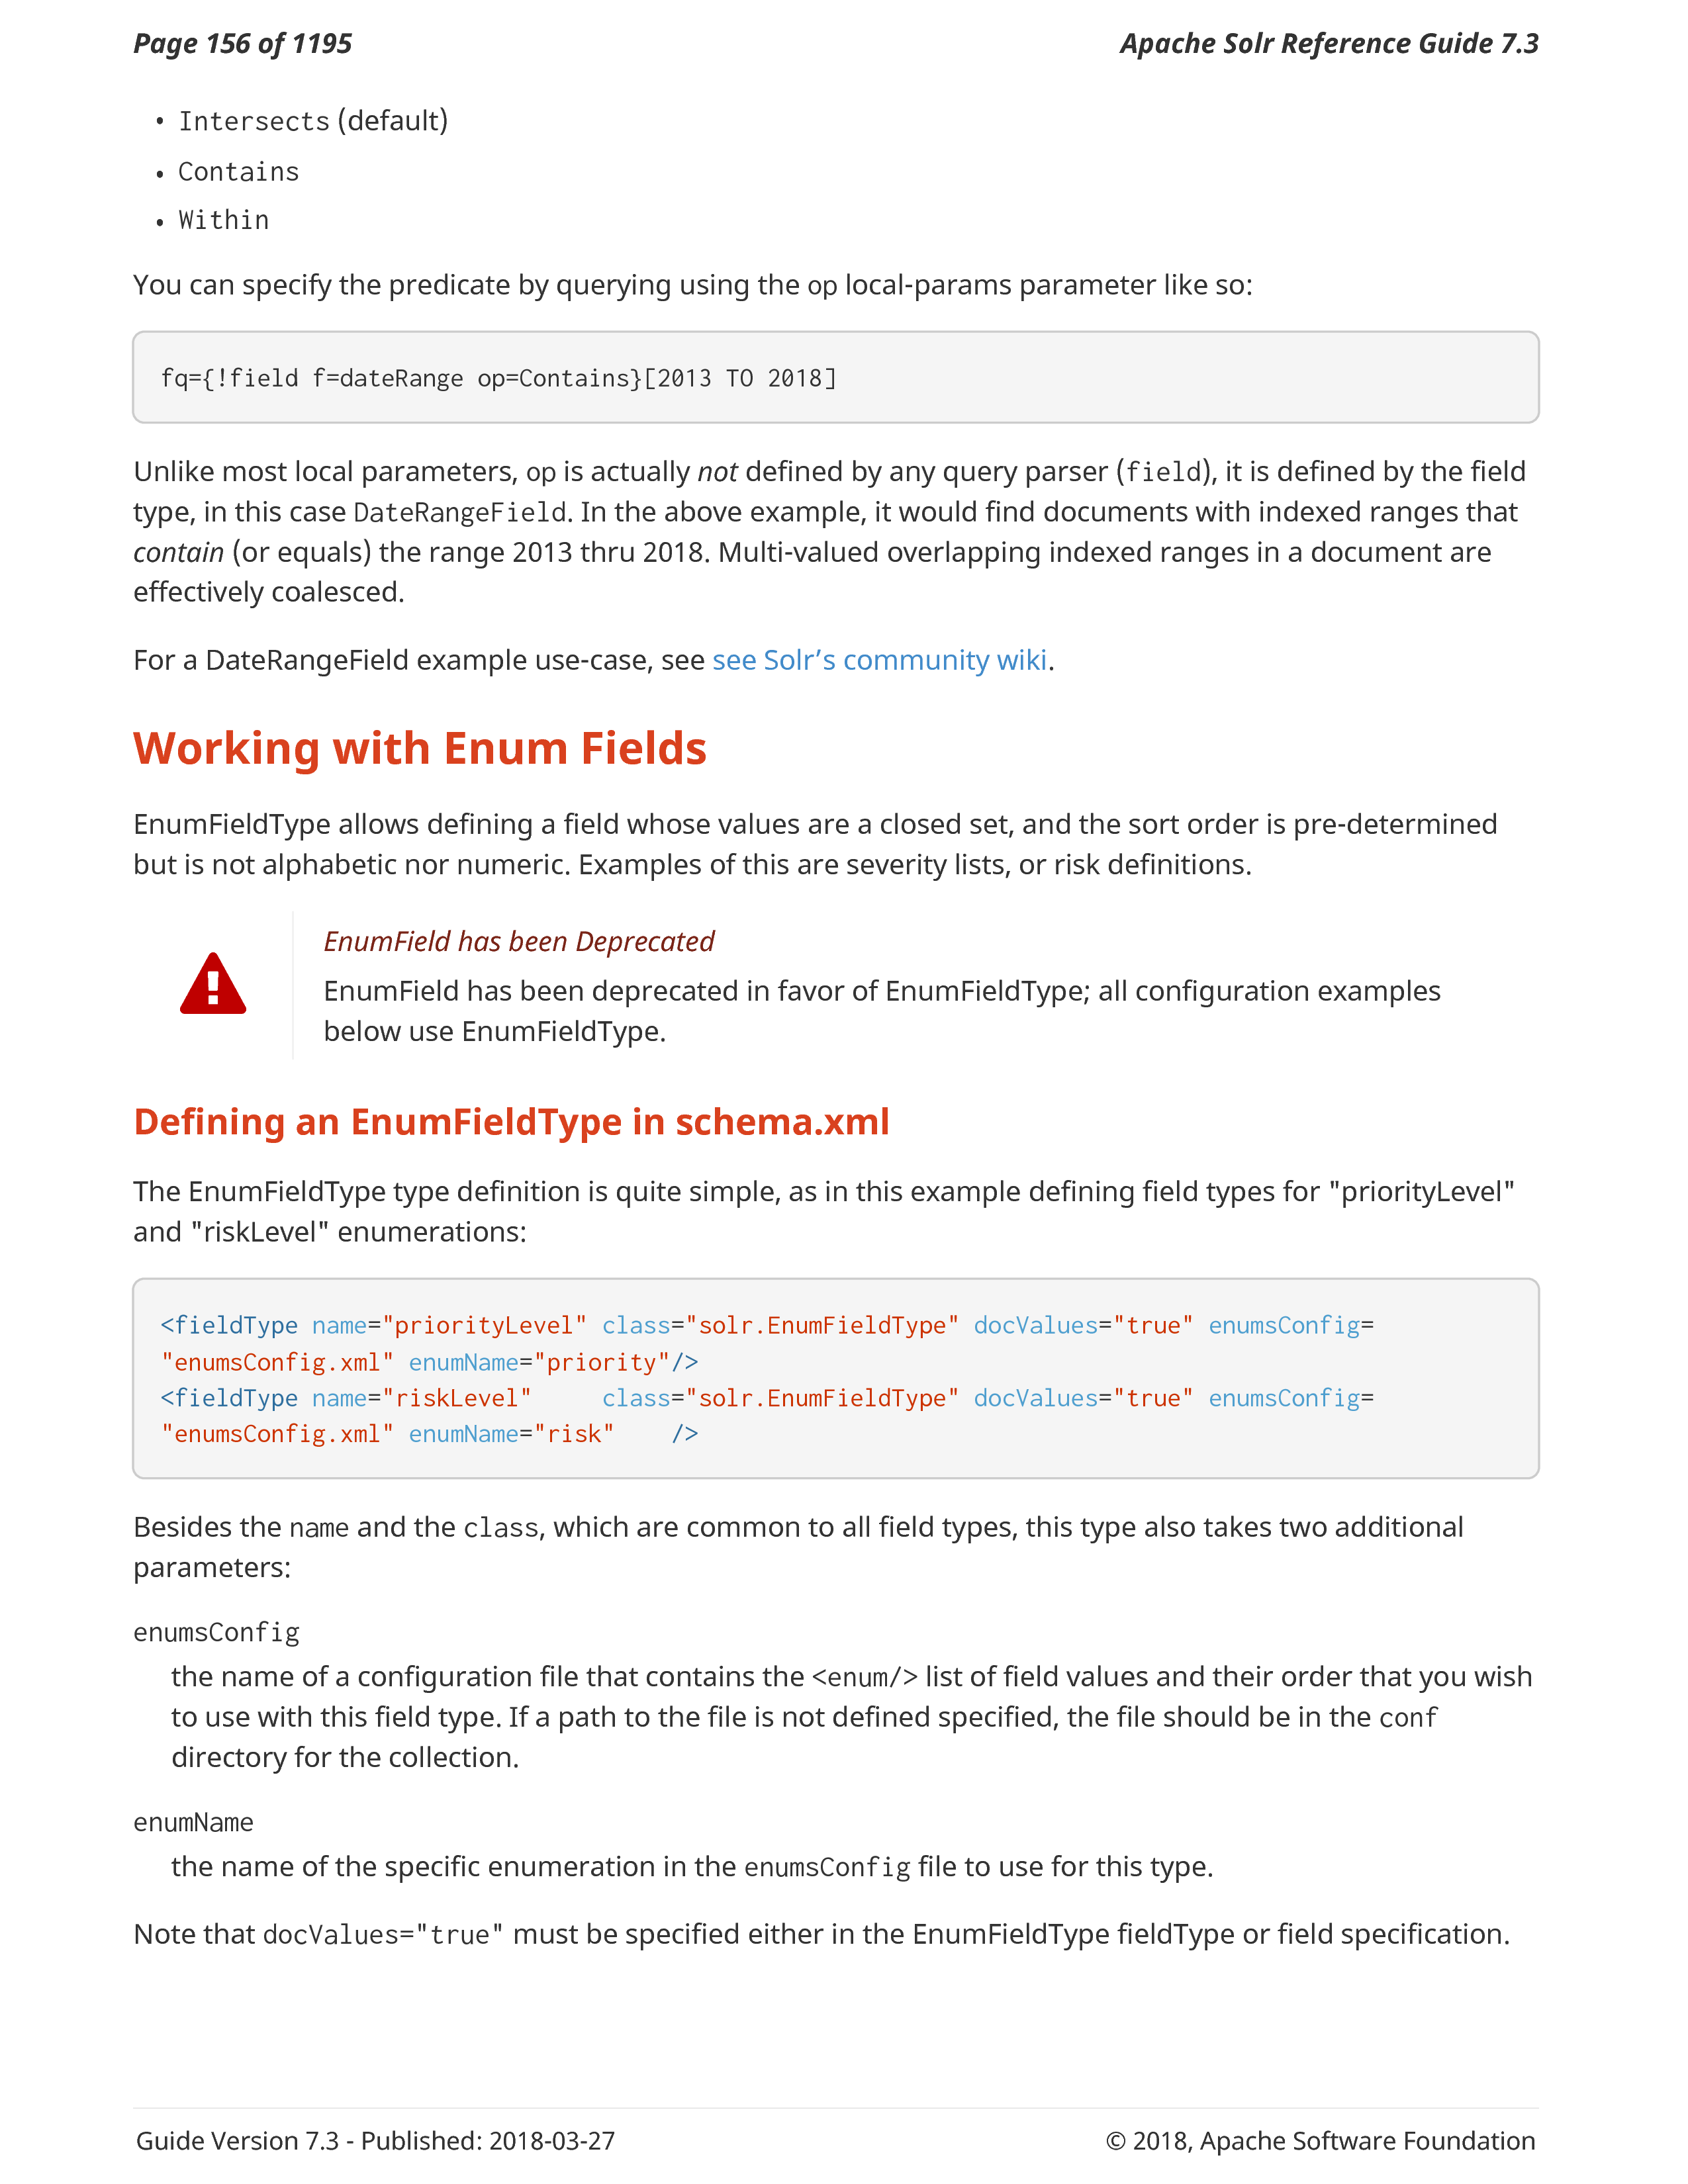 Page 156 of 1195
Apache Solr Reference Guide 7.3
• Intersects (default)
• Contains
• Within
You can specify the predicate by querying using the op local-params parameter like so:
fq={!field f=dateRange op=Contains}[2013 TO 2018]
Unlike most local parameters, op is actually not defined by any query parser (field), it is defined by the field
type, in this case DateRangeField. In the above example, it would find documents with indexed ranges that
contain (or equals) the range 2013 thru 2018. Multi-valued overlapping indexed ranges in a document are
effectively coalesced.
For a DateRangeField example use-case, see see Solr’s community wiki.
Working with Enum Fields
EnumFieldType allows defining a field whose values are a closed set, and the sort order is pre-determined
but is not alphabetic nor numeric. Examples of this are severity lists, or risk definitions.
EnumField has been Deprecated
EnumField has been deprecated in favor of EnumFieldType; all configuration examples
below use EnumFieldType.
Defining an EnumFieldType in schema.xml
The EnumFieldType type definition is quite simple, as in this example defining field types for "priorityLevel"
and "riskLevel" enumerations:
<fieldType name="priorityLevel" class="solr.EnumFieldType" docValues="true" enumsConfig=
"enumsConfig.xml" enumName="priority"/>
<fieldType name="riskLevel"     class="solr.EnumFieldType" docValues="true" enumsConfig=
"enumsConfig.xml" enumName="risk"    />
Besides the name and the class, which are common to all field types, this type also takes two additional
parameters:
enumsConfig
the name of a configuration file that contains the <enum/> list of field values and their order that you wish
to use with this field type. If a path to the file is not defined specified, the file should be in the conf
directory for the collection.
enumName
the name of the specific enumeration in the enumsConfig file to use for this type.
Note that docValues="true" must be specified either in the EnumFieldType fieldType or field specification.
Guide Version 7.3 - Published: 2018-03-27
© 2018, Apache Software Foundation